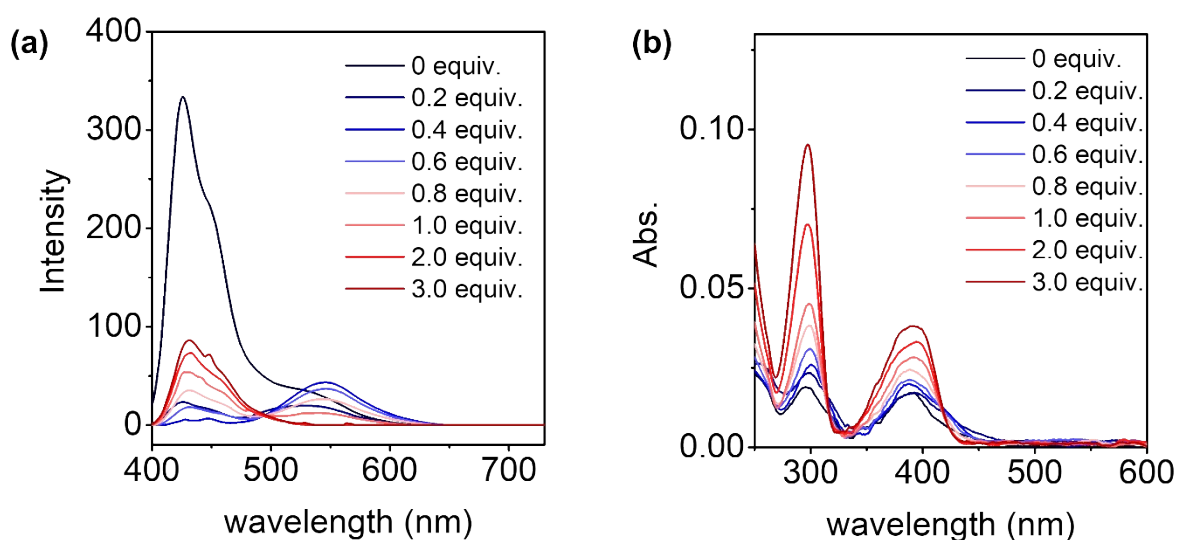 (a)
400
300
200
100
0
Intensity
400 500 600 700
wavelength (nm)
0 equiv.
0.2 equiv.
0.4 equiv.
0.6 equiv.
0.8 equiv.
1.0 equiv.
2.0 equiv.
3.0 equiv.
(b)
0.10
0.05
0.00
Abs.
300 400 500 600
wavelength (nm)
0 equiv.
0.2 equiv.
0.4 equiv.
0.6 equiv.
0.8 equiv.
1.0 equiv.
2.0 equiv.
3.0 equiv.